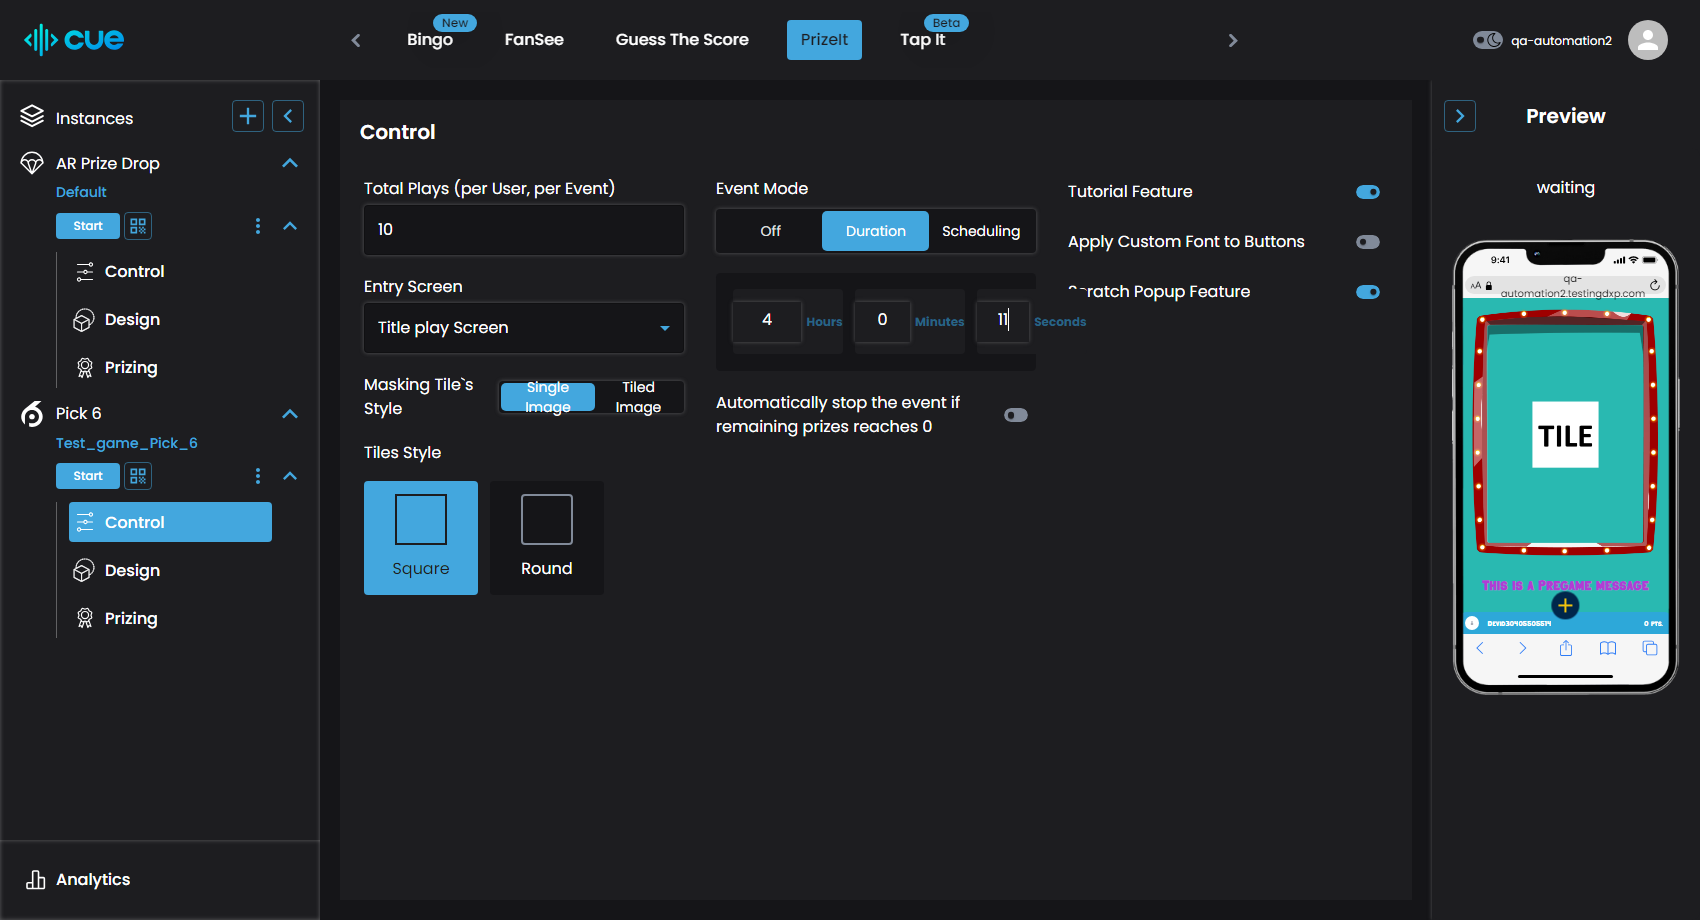 cue
Bingo
New
FanSee
Guess The Score
PrizeIt
Tap It
Beta
qa-automation2
Instances
AR Prize Drop
Default
Start
Control
Design
Prizing
Pick 6
Test_game_Pick_6
Start
Control
Design
Prizing
Analytics
Control
Total Plays (per User, per Event)
10
Entry Screen
Title play Screen
Masking Tile`s
Style
Single
Image
Tiled
Image
Tiles Style
Square
Round
Event Mode
Off
Duration
Scheduling
4
Hours
0
Minutes
11
Seconds
Automatically stop the event if
remaining prizes reaches 0
Tutorial Feature
Apply Custom Font to Buttons
Scratch Popup Feature
Preview
waiting
9:41
AA
qa-
automation2.testingdxp.com
TILE
This is a Pregame message
0 PTS.